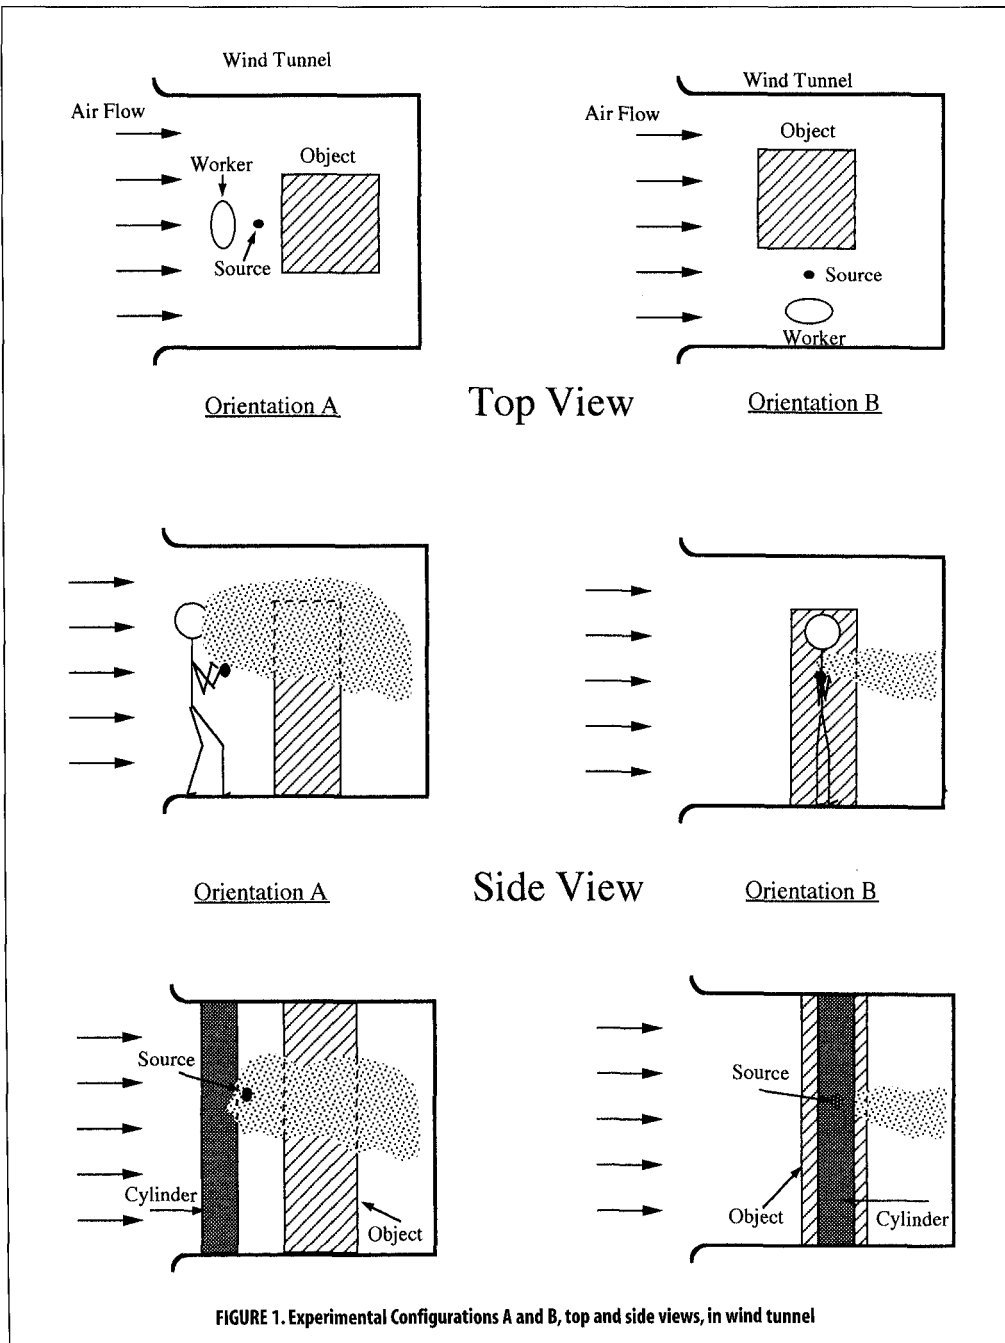 Wind Tunnel
Air Flow
Worker
Object
Source
Wind Tunnel
Air Flow
Object
Source
Worker
Orientation A
Top View
Orientation B
Orientation A
Side View
Orientation B
Source
Cylinder
Object
Source
Object
Cylinder
FIGURE 1. Experimental Configurations A and B, top and side views, in wind tunnel